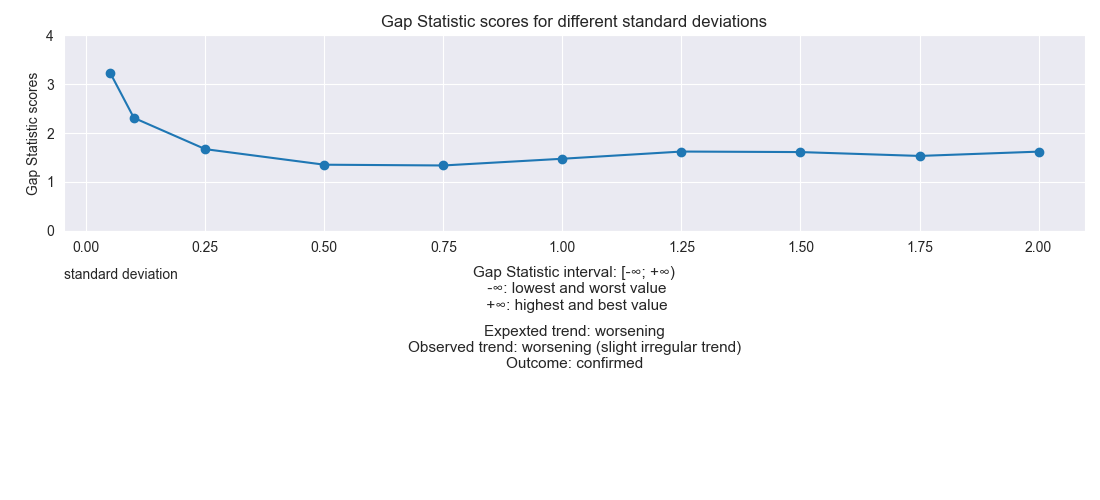 Gap Statistic scores for different standard deviations
4
3
2
1
0
Gap Statistic scores
0.00 0.25 0.50 0.75 1.00 1.25 1.50 1.75 2.00
standard deviation
Gap Statistic interval: [-∞; +∞)
-∞: lowest and worst value
+∞: highest and best value
Expexted trend: worsening
Observed trend: worsening (slight irregular trend)
Outcome: confirmed